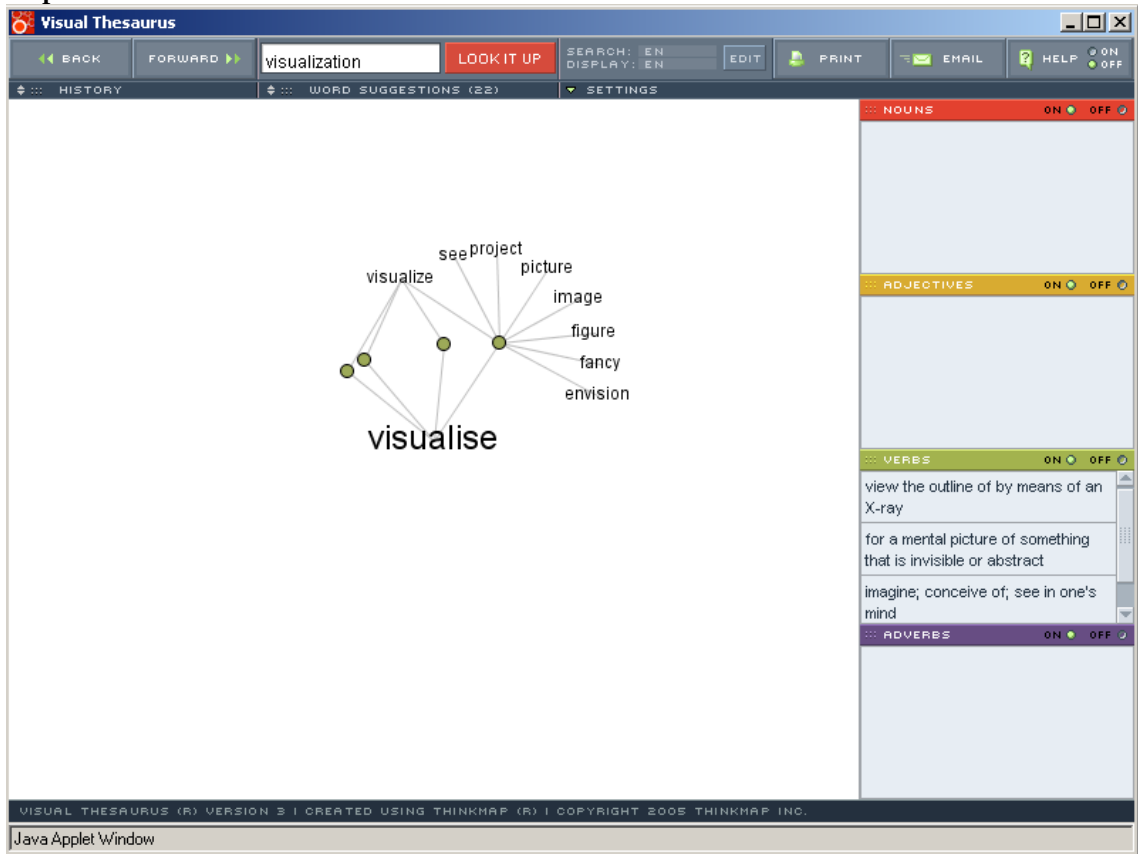 Visual Thesaurus
BACK
FORWARD
visualization
LOOK IT UP
SEARCH: EN
DISPLAY: EN
EDIT
PRINT
EMAIL
HELP
ON
OFF
HISTORY
WORD SUGGESTIONS (22)
SETTINGS
NOUNS ON OFF
see
project
picture
visualize
image
figure
fancy
envision
visualise
ADJECTIVES ON OFF
VERBS ON OFF
view the outline of by means of an
X-ray
for a mental picture of something
that is invisible or abstract
imagine; conceive of; see in one's
mind
ADVERBS ON OFF
VISUAL THESAURUS (R) VERSION 3 | CREATED USING THINKMAP (R) | COPYRIGHT 2005 THINKMAP INC.
Java Applet Window